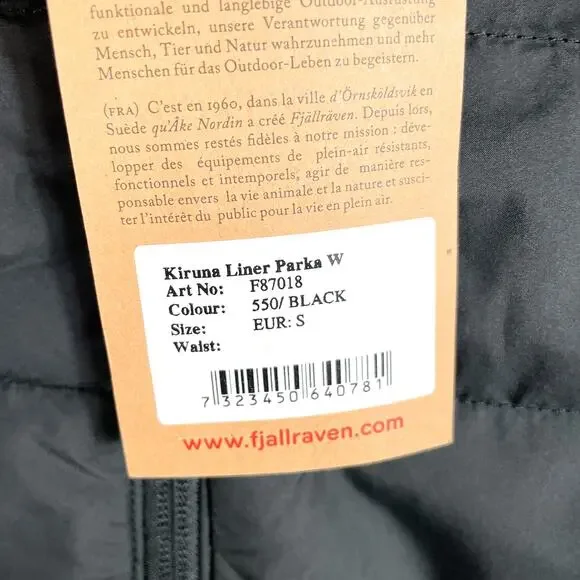 funktionale und langlebige Outdoor-Ausrüstung
zu entwickeln, unsere Verantwortung gegenüber
Mensch, Tier und Natur wahrzunehmen und mehr
Menschen für das Outdoor-Leben zu begeistern.
(FRA) C'est en 1960, dans la ville d'Örnsköldsvik en
Suède qu'Åke Nordin a créé Fjällräven. Depuis lors,
nous sommes restés fidèles à notre mission : déve-
lopper des équipements de plein-air résistants,
fonctionnels et intemporels, agir de manière res-
ponsable envers la vie animale et la nature et susci-
ter l'intérêt du public pour la vie en plein air.
Kiruna Liner Parka W
Art No: F87018
Colour: 550/ BLACK
Size: EUR: S
Waist:
7 323450 640781
www.fjallraven.com